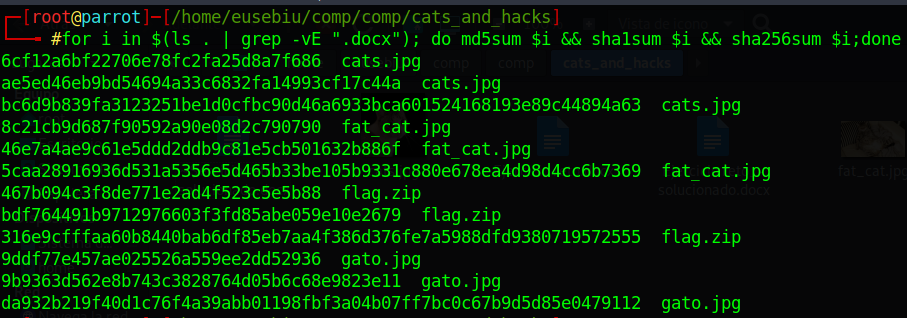 ┌─[root@parrot]─[/home/eusebiu/comp/comp/cats_and_hacks]
└──╼ #for i in $(ls . | grep -vE ".docx"); do md5sum $i && sha1sum $i && sha256sum $i;done
6cf12a6bf22706e78fc2fa25d8a7f686  cats.jpg
ae5ed46eb9bd54694a33c6832fa14993cf17c44a  cats.jpg
bc6d9b839fa3123251be1d0cfbc90d46a6933bca601524168193e89c44894a63  cats.jpg
8c21cb9d687f90592a90e08d2c790790  fat_cat.jpg
46e7a4ae9c61e5ddd2ddb9c81e5cb501632b886f  fat_cat.jpg
5caa28916936d531a5356e5d465b33be105b9331c880e678ea4d98d4cc6b7369  fat_cat.jpg
467b094c3f8de771e2ad4f523c5e5b88  flag.zip
bdf764491b9712976603f3fd85abe059e10e2679  flag.zip
316e9cfffaa60b8440bab6df85eb7aa4f386d376fe7a5988dfd9380719572555  flag.zip
9ddf77e457ae025526a559ee2dd52936  gato.jpg
9b9363d562e8b743c3828764d05b6c68e9823e11  gato.jpg
da932b219f40d1c76f4a39abb01198fbf3a04b07ff7bc0c67b9d5d85e0479112  gato.jpg
comp
cats_and_hacks
solucionado.docx
fat_cat.jpg